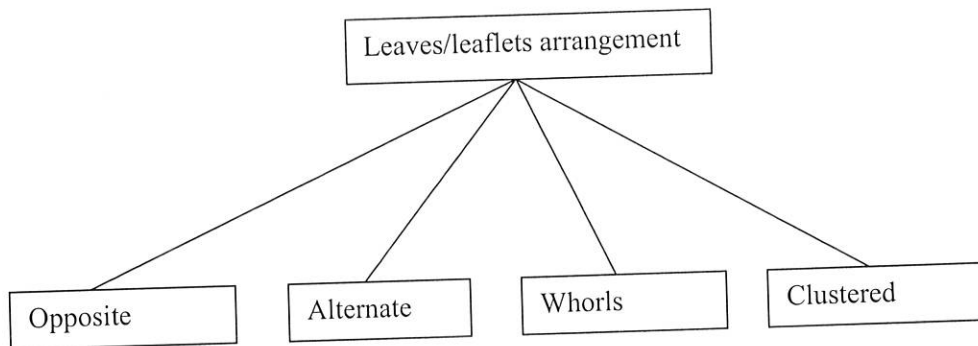 Leaves/leaflets arrangement
Opposite
Alternate
Whorls
Clustered